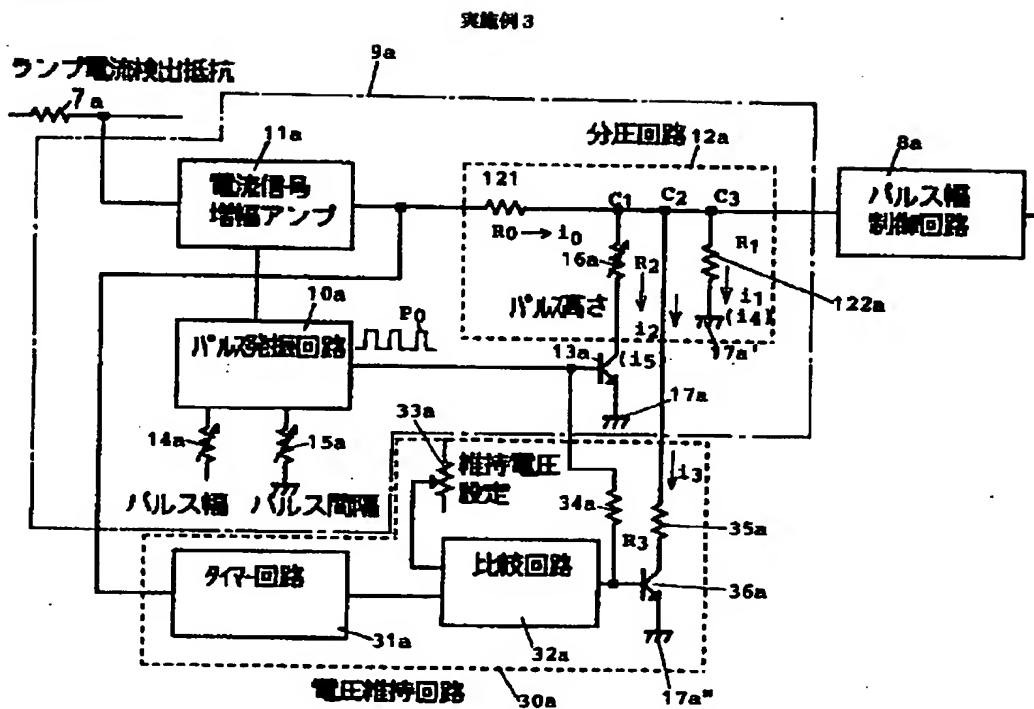 実施例3
9a
ランプ電流検出抵抗
7a
11a
電流信号
増幅アンプ
分圧回路
12a
121
C1
C2
C3
8a
パルス幅
制御回路
R0
i0
16a
R2
R1
パルス高さ
i1
(i4)
122a
i2
17a'
10a
パルス発振回路
P0
13a
(i5)
17a
14a
15a
パルス幅
パルス間隔
33a
維持電圧
設定
34a
i3
R3
35a
タイマー回路
31a
比較回路
32a
36a
電圧維持回路
30a
17a"